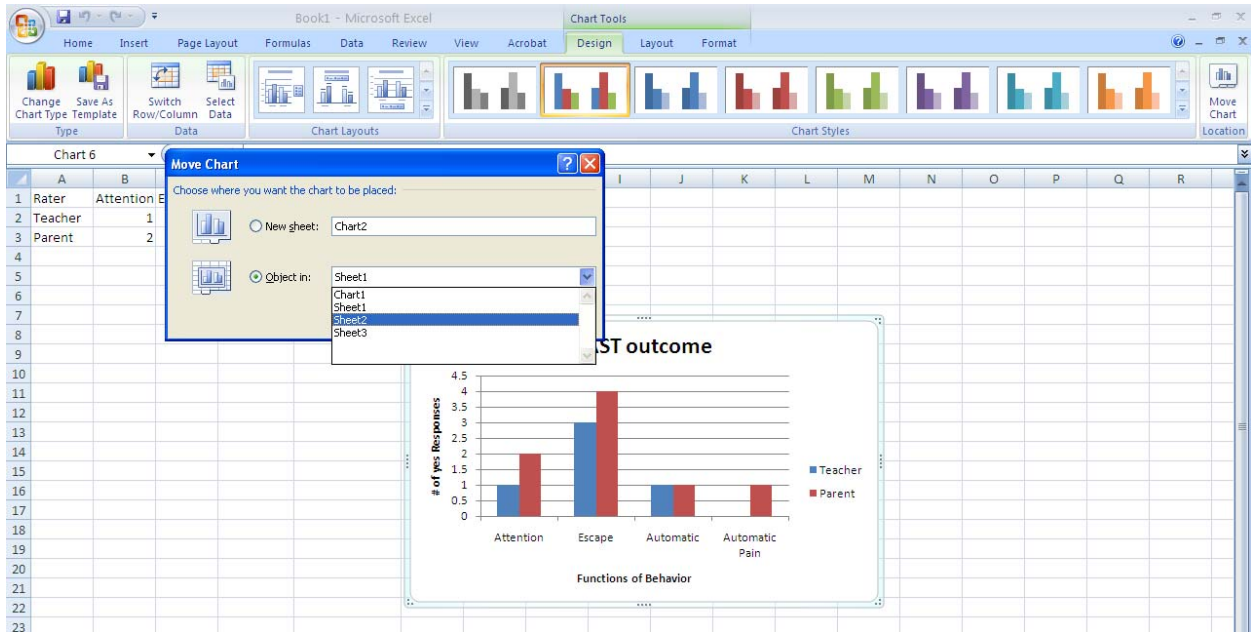 Book1 - Microsoft Excel
Chart Tools
Home Insert Page Layout Formulas Data Review View Acrobat Design Layout Format
Change Chart Type
Save As Template
Switch Row/Column
Select Data
Move Chart
Type Data Chart Layouts Chart Styles Location
Chart 6
Move Chart
Choose where you want the chart to be placed:
New sheet: Chart2
Object in: Sheet1
Chart1
Sheet1
Sheet2
Sheet3
A B I J K L M N O P Q R
1 Rater Attention E
2 Teacher 1
3 Parent 2
4
5
6
7
8
9
10
11
12
13
14
15
16
17
18
19
20
21
22
23
AST outcome
# of yes Responses
4.5
4
3.5
3
2.5
2
1.5
1
0.5
0
Attention Escape Automatic Automatic
Pain
Functions of Behavior
Teacher
Parent